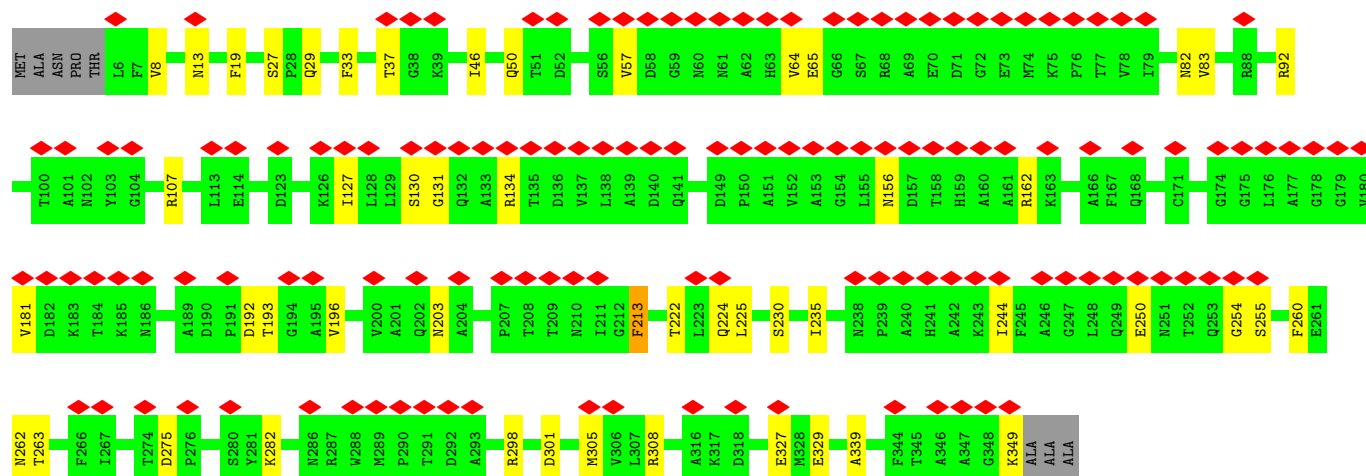 MET ALA ASN PRO THR L6 F7 V8 N13 F19 S27 P28 Q29 F33 T37 G38 K39 I46 Q50 T51 D52 S56 V57 D58 G59 N60 N61 A62 H63 V64 E65 G66 S67 R68 A69 E70 D71 G72 E73 M74 K75 P76 T77 V78 I79 N82 V83 R88 R92
T100 A101 N102 Y103 G104 R107 L113 E114 D123 K126 I127 L128 L129 S130 G131 Q132 A133 R134 T135 D136 V137 L138 A139 D140 Q141 D149 P150 A151 V152 A153 G154 L155 N156 D157 T158 H159 A160 A161 R162 K163 A166 F167 Q168 C171 G174 G175 L176 A177 G178 G179 V180
V181 D182 K183 T184 K185 N186 A189 D190 P191 D192 T193 G194 A195 V196 V200 A201 Q202 N203 A204 P207 T208 T209 N210 I211 G212 F213 T222 L223 Q224 L225 S230 I235 N238 P239 A240 H241 A242 K243 I244 F245 A246 G247 L248 Q249 E250 N251 T252 Q253 G254 S255 F260 E261
N262 T263 F266 I267 T274 D275 P276 S280 Y281 K282 N286 R287 W288 M289 P290 T291 D292 A293 R298 D301 M305 V306 L307 R308 A316 K317 D318 E327 M328 E329 A339 F344 T345 A346 A347 G348 K349 ALA ALA ALA